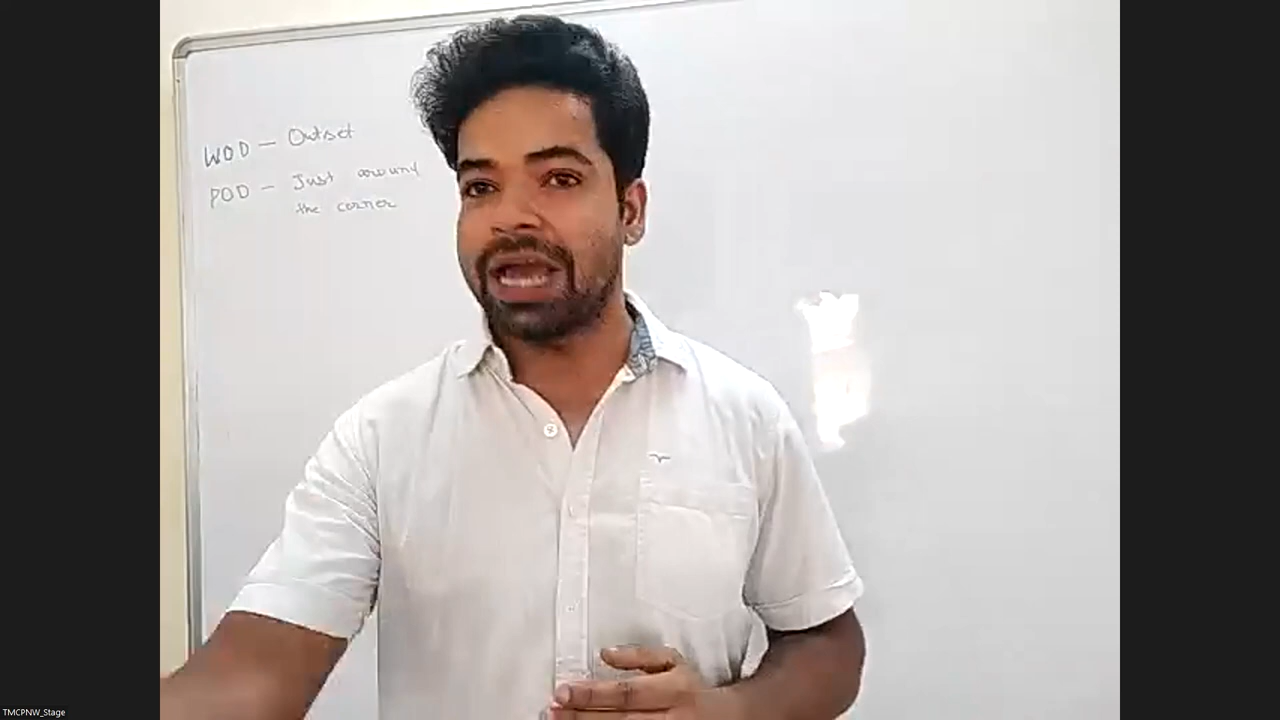 WOD - Outset
POD - Just around
the corner
TMCPNW_Stage